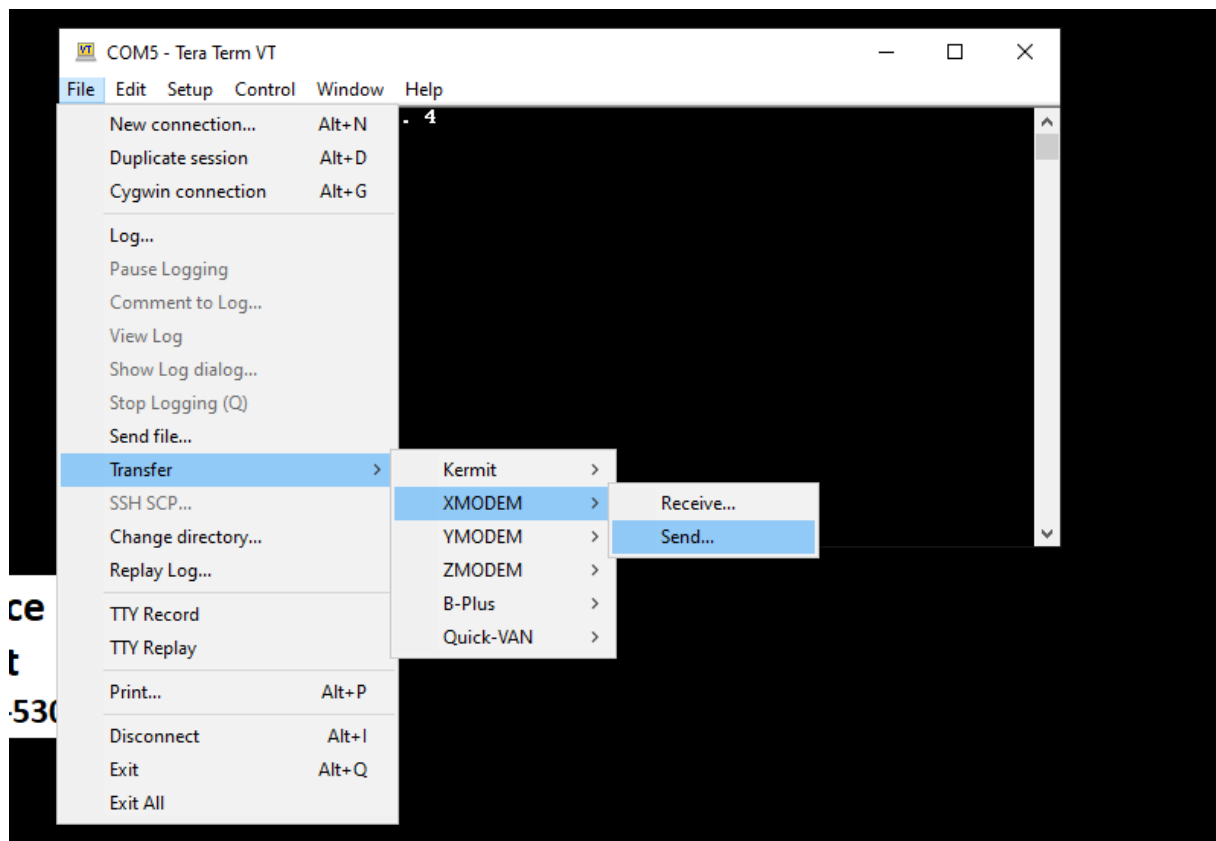 COM5 - Tera Term VT
File Edit Setup Control Window Help
. 4
New connection... Alt+N
Duplicate session Alt+D
Cygwin connection Alt+G
Log...
Pause Logging
Comment to Log...
View Log
Show Log dialog...
Stop Logging (Q)
Send file...
Transfer
SSH SCP...
Change directory...
Replay Log...
TTY Record
TTY Replay
Print... Alt+P
Disconnect Alt+I
Exit Alt+Q
Exit All
Kermit
XMODEM
YMODEM
ZMODEM
B-Plus
Quick-VAN
Receive...
Send...
ce
t
-530